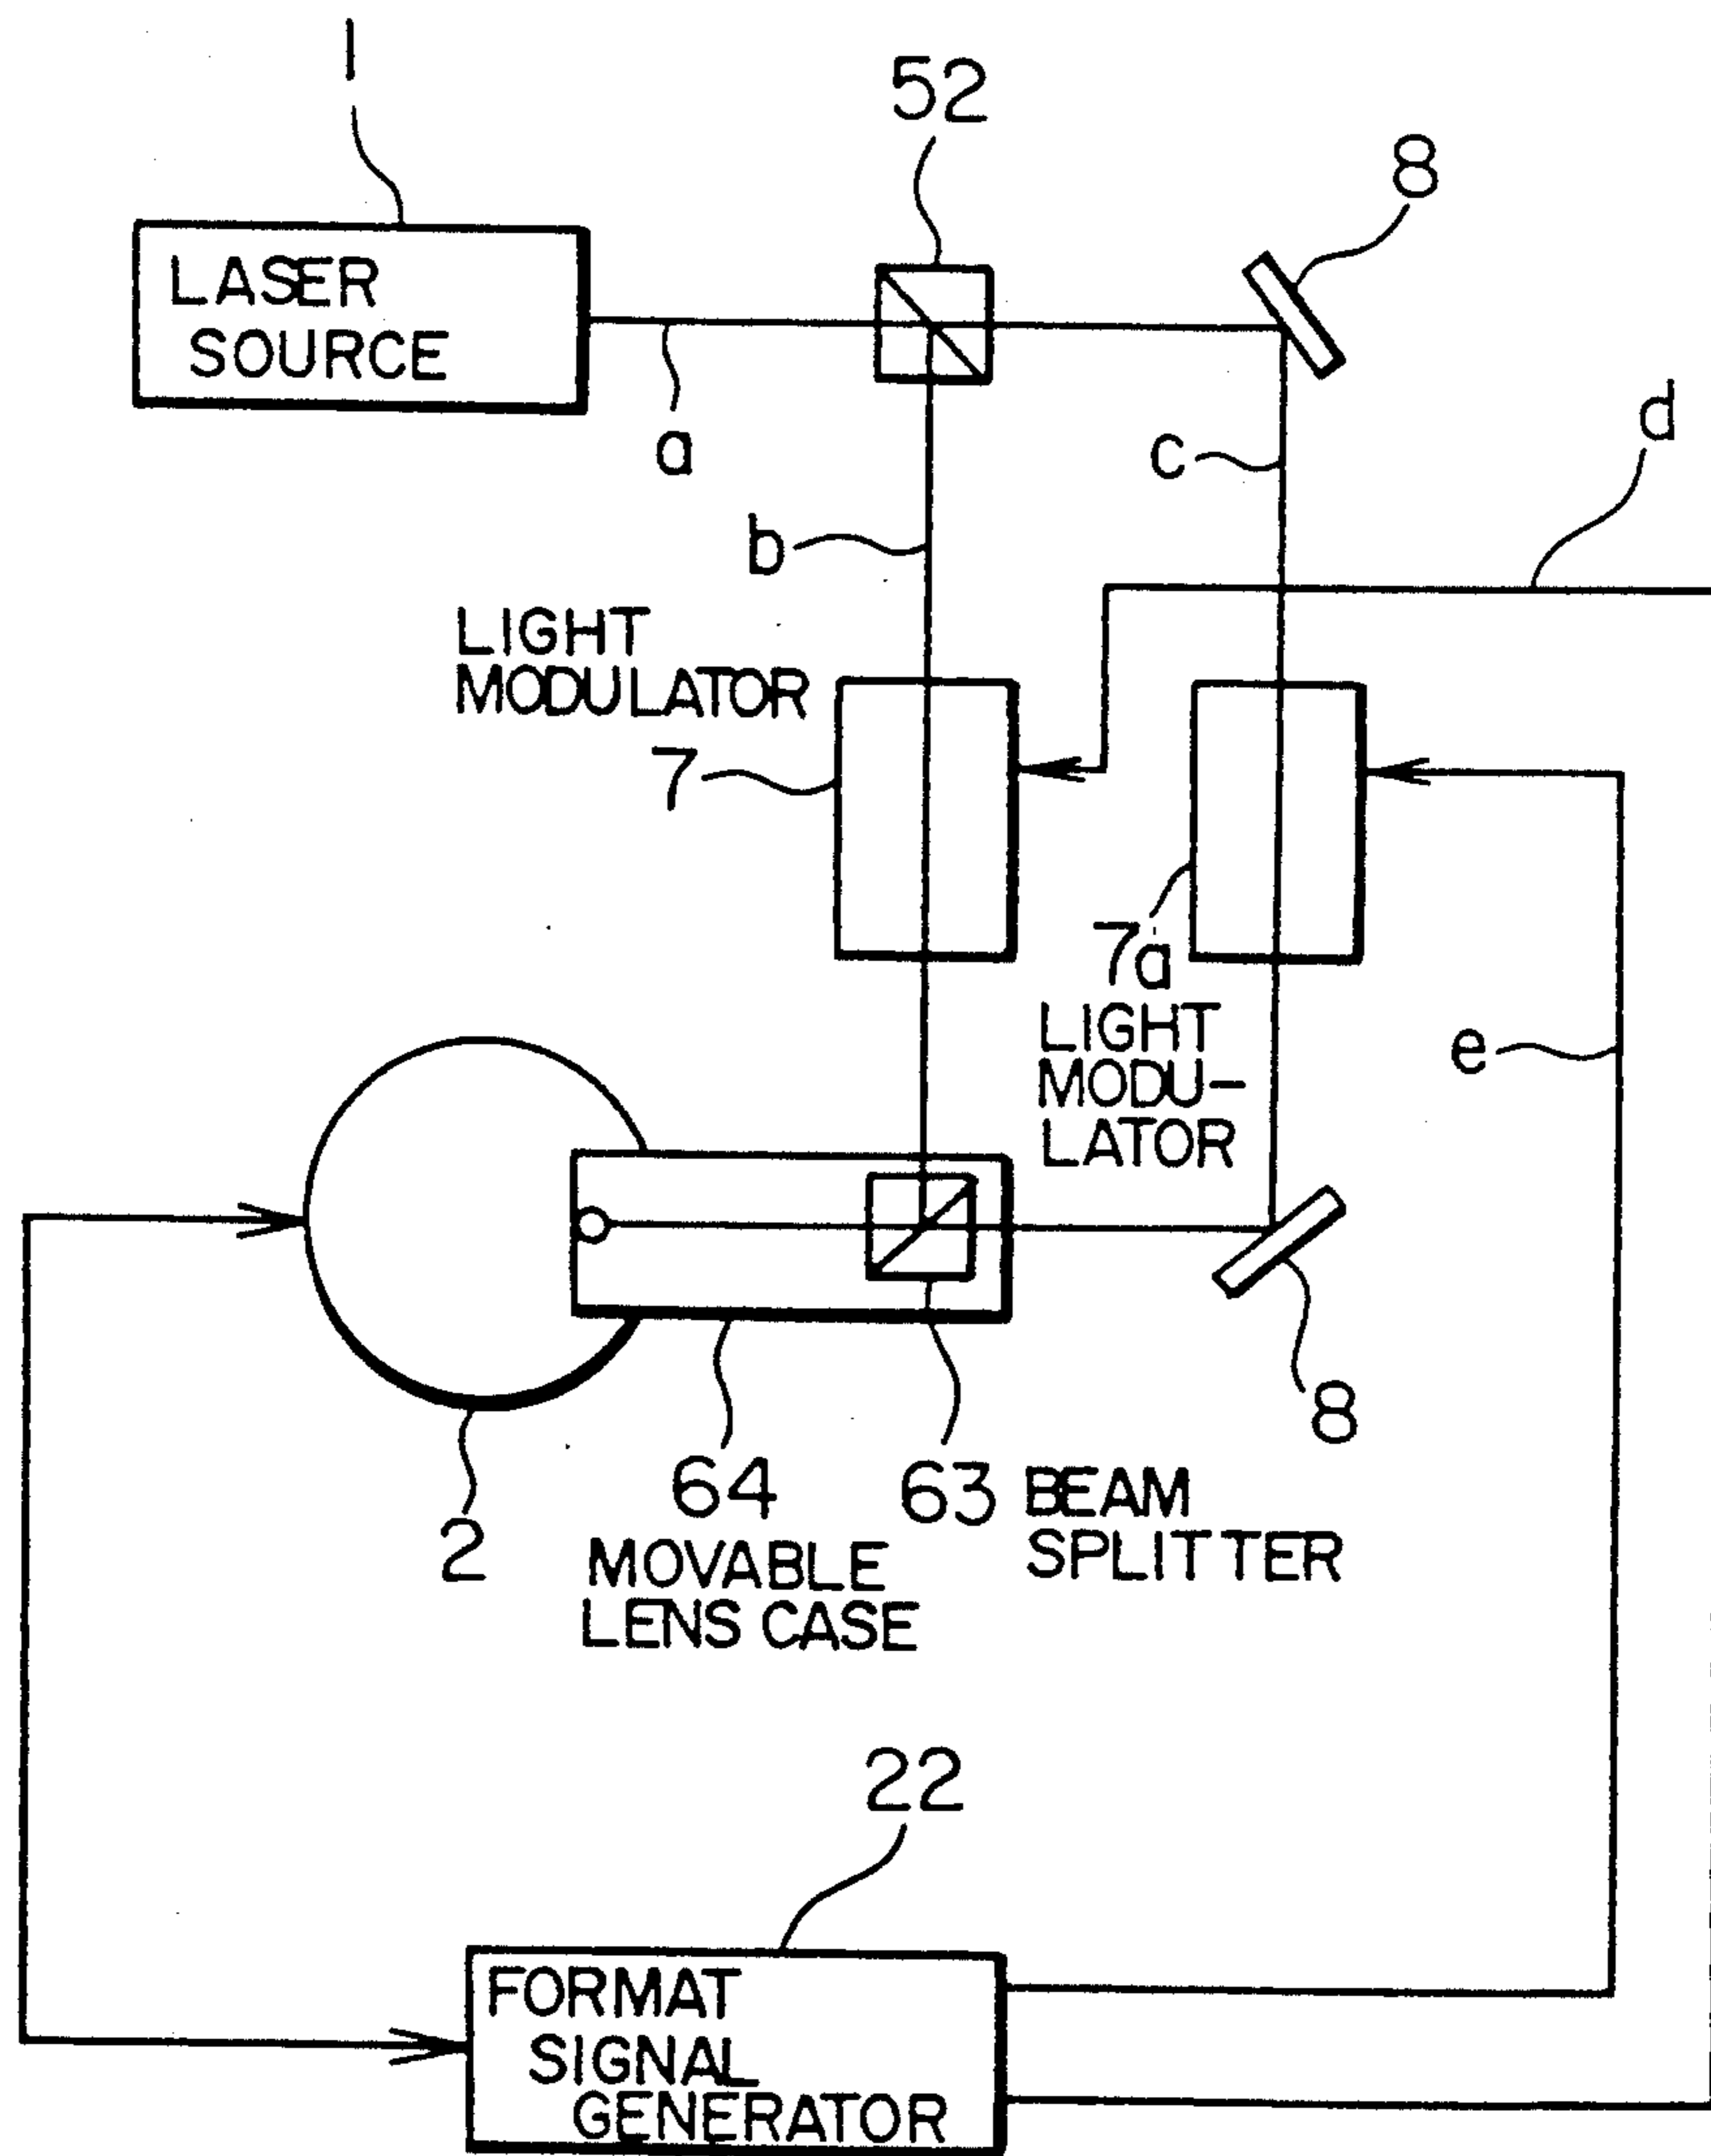 1
52
8
LASER
SOURCE
a
c
d
b
LIGHT
MODULATOR
7
7a
LIGHT
MODU-
LATOR
e
8
2
64
MOVABLE
LENS CASE
63 BEAM
SPLITTER
22
FORMAT
SIGNAL
GENERATOR